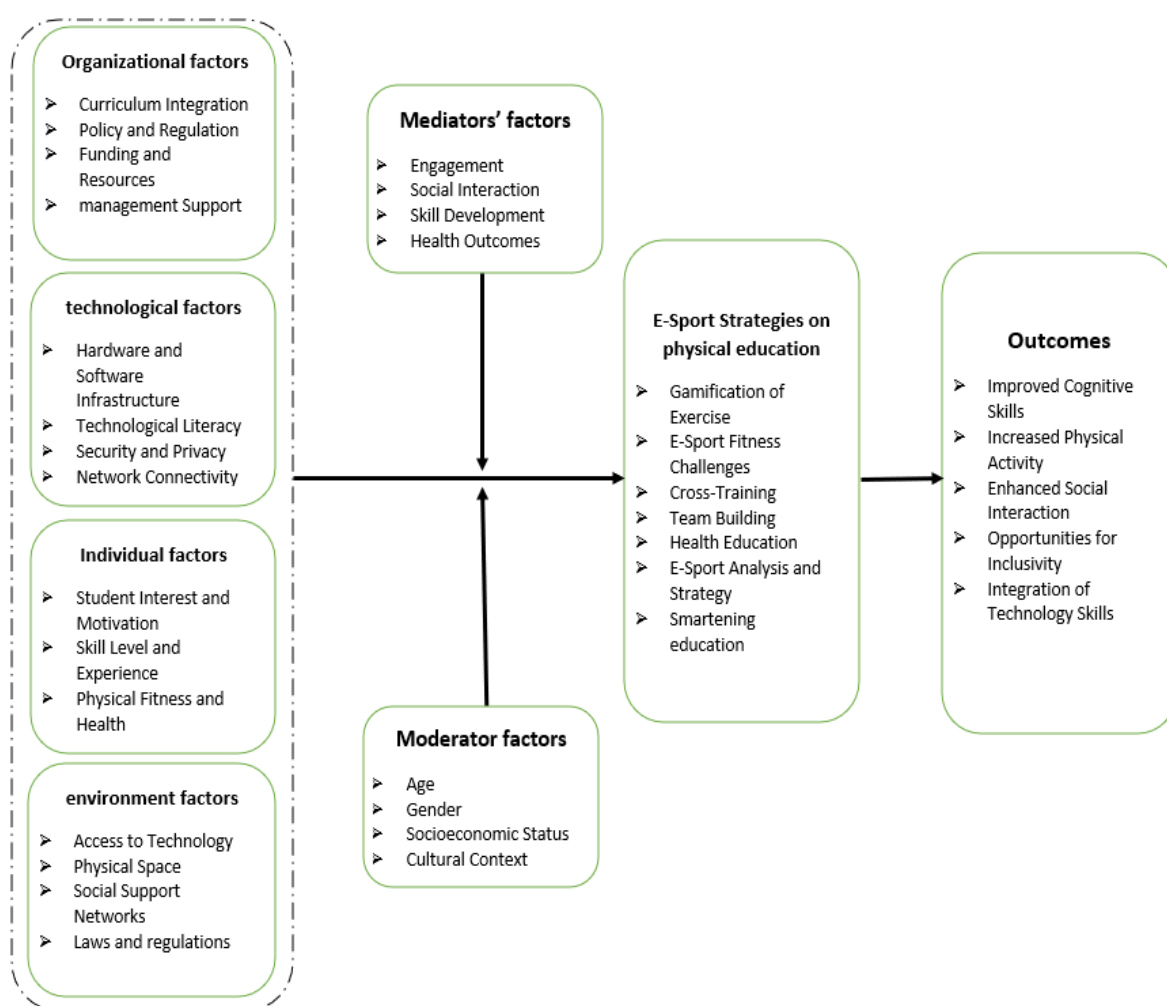 Organizational factors
➢ Curriculum Integration
➢ Policy and Regulation
➢ Funding and
Resources
➢ management Support
technological factors
➢ Hardware and
Software
Infrastructure
➢ Technological Literacy
➢ Security and Privacy
➢ Network Connectivity
Individual factors
➢ Student Interest and
Motivation
➢ Skill Level and
Experience
➢ Physical Fitness and
Health
environment factors
➢ Access to Technology
➢ Physical Space
➢ Social Support
Networks
➢ Laws and regulations
Mediators’ factors
➢ Engagement
➢ Social Interaction
➢ Skill Development
➢ Health Outcomes
Moderator factors
➢ Age
➢ Gender
➢ Socioeconomic Status
➢ Cultural Context
E-Sport Strategies on
physical education
➢ Gamification of
Exercise
➢ E-Sport Fitness
Challenges
➢ Cross-Training
➢ Team Building
➢ Health Education
➢ E-Sport Analysis and
Strategy
➢ Smartening
education
Outcomes
➢ Improved Cognitive
Skills
➢ Increased Physical
Activity
➢ Enhanced Social
Interaction
➢ Opportunities for
Inclusivity
➢ Integration of
Technology Skills